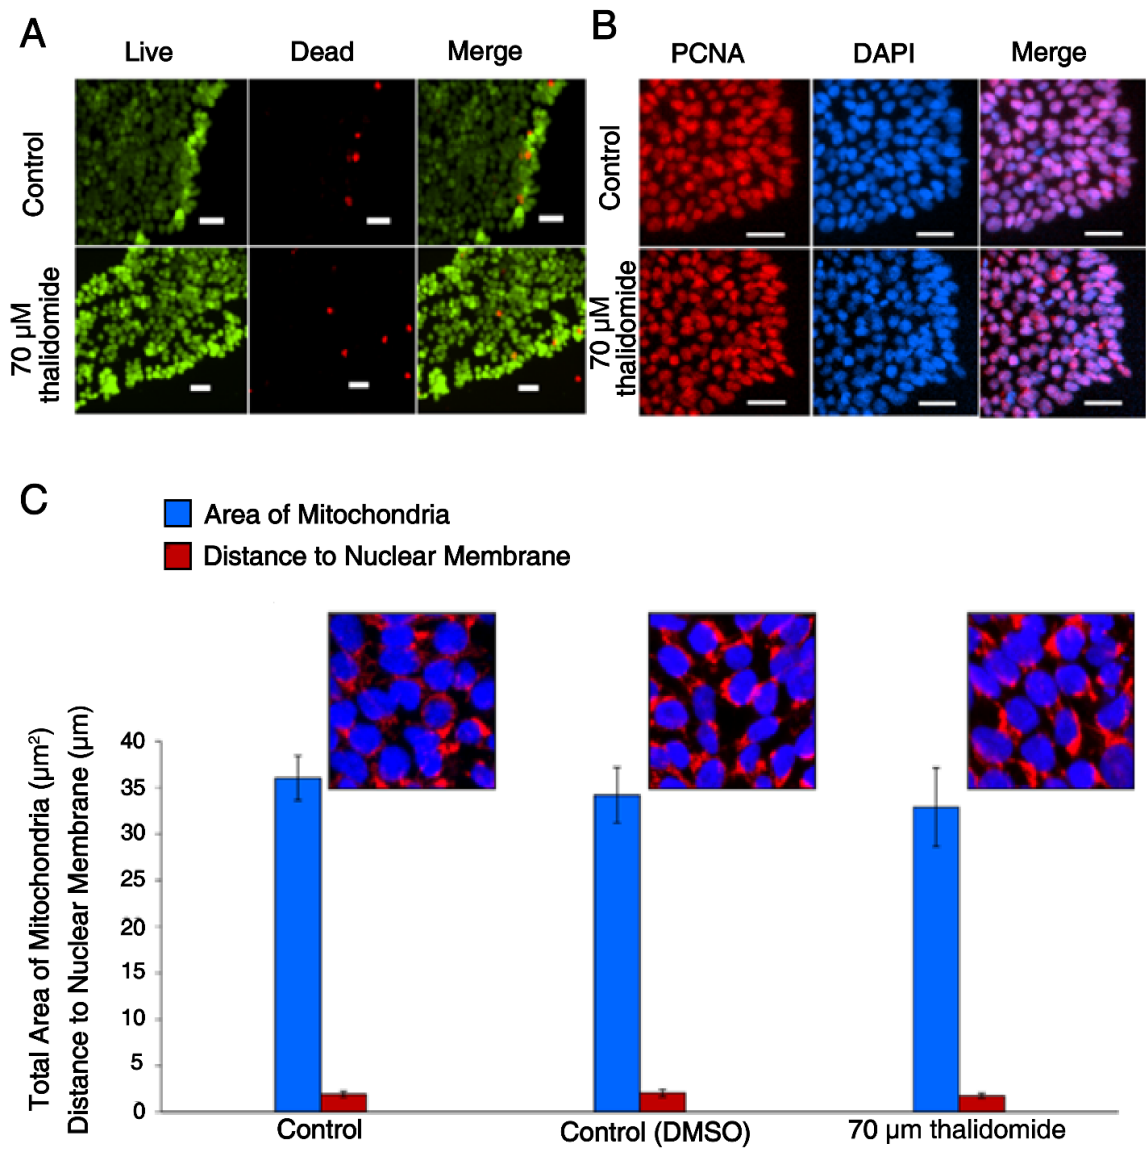 A
B
Live
Dead
Merge
PCNA
DAPI
Merge
Control
Control
70 µM
thalidomide
70 µM
thalidomide
C
Area of Mitochondria
Distance to Nuclear Membrane
Total Area of Mitochondria (µm²)
Distance to Nuclear Membrane (µm)
40
35
30
25
20
15
10
5
0
Control
Control (DMSO)
70 µm thalidomide